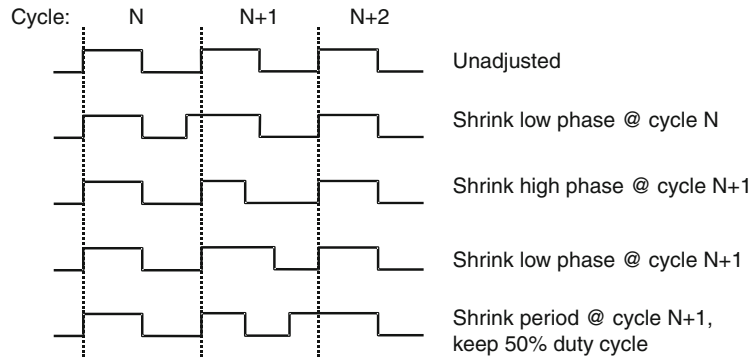 Cycle: N N+1 N+2
Unadjusted
Shrink low phase @ cycle N
Shrink high phase @ cycle N+1
Shrink low phase @ cycle N+1
Shrink period @ cycle N+1,
keep 50% duty cycle